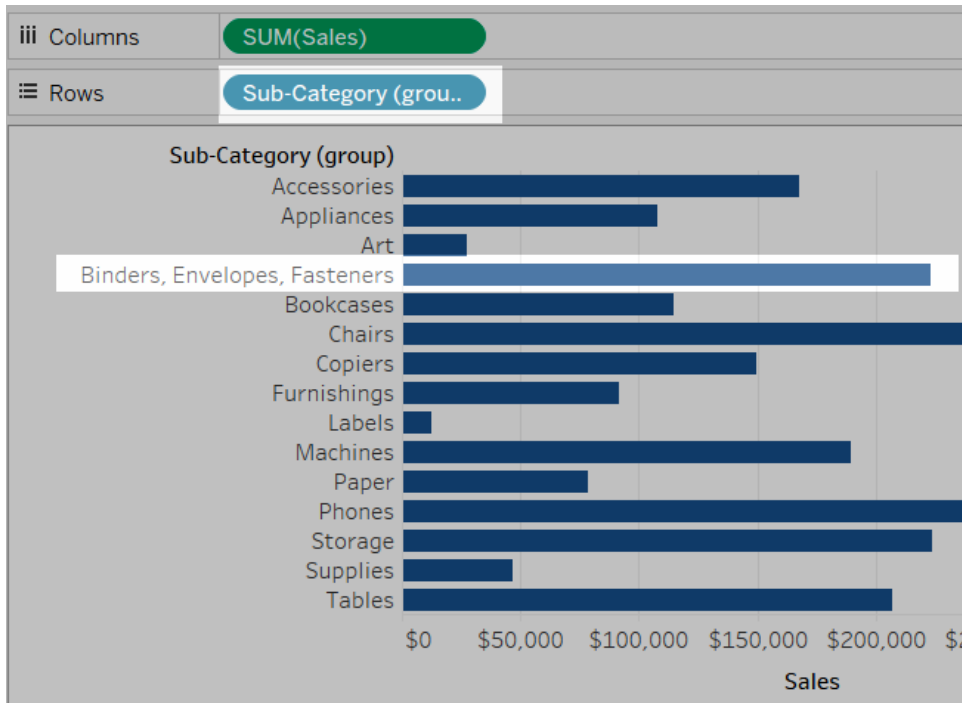 Columns
SUM(Sales)
Rows
Sub-Category (grou..
Sub-Category (group)
Accessories
Appliances
Art
Binders, Envelopes, Fasteners
Bookcases
Chairs
Copiers
Furnishings
Labels
Machines
Paper
Phones
Storage
Supplies
Tables
$0 $50,000 $100,000 $150,000 $200,000
Sales